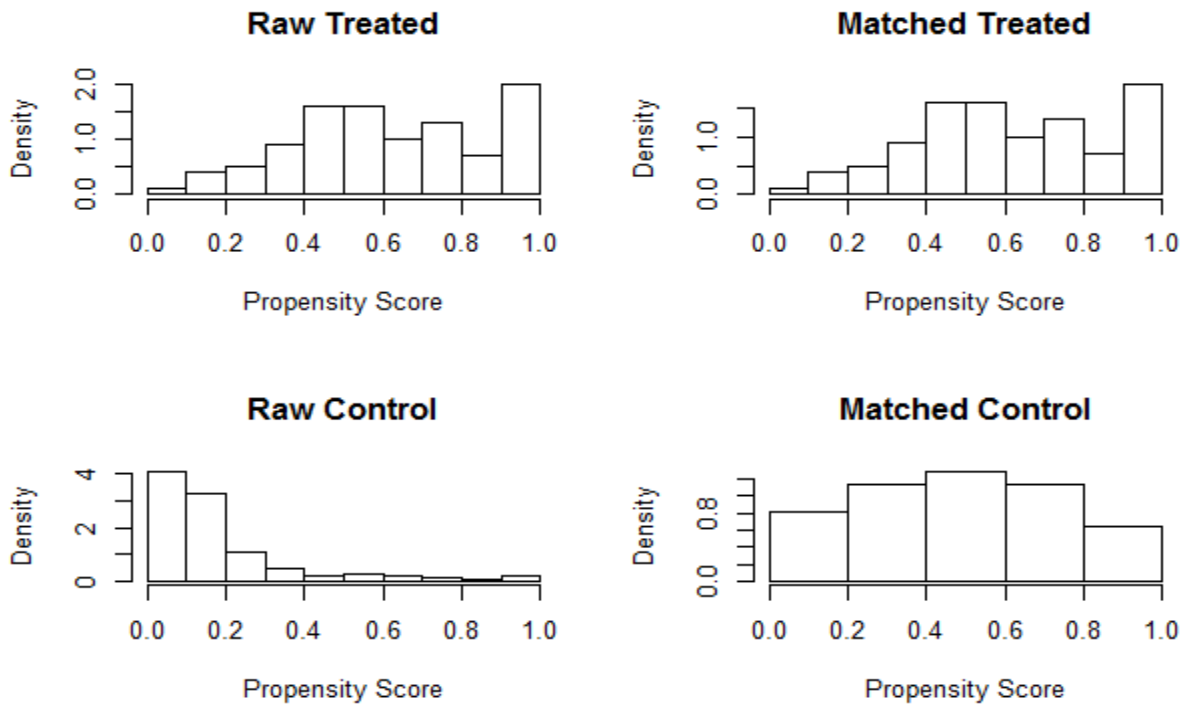 Raw Treated
Density
0.0 1.0 2.0
0.0 0.2 0.4 0.6 0.8 1.0
Propensity Score
Matched Treated
Density
0.0 1.0
0.0 0.2 0.4 0.6 0.8 1.0
Propensity Score
Raw Control
Density
0 2 4
0.0 0.2 0.4 0.6 0.8 1.0
Propensity Score
Matched Control
Density
0.0 0.8
0.0 0.2 0.4 0.6 0.8 1.0
Propensity Score